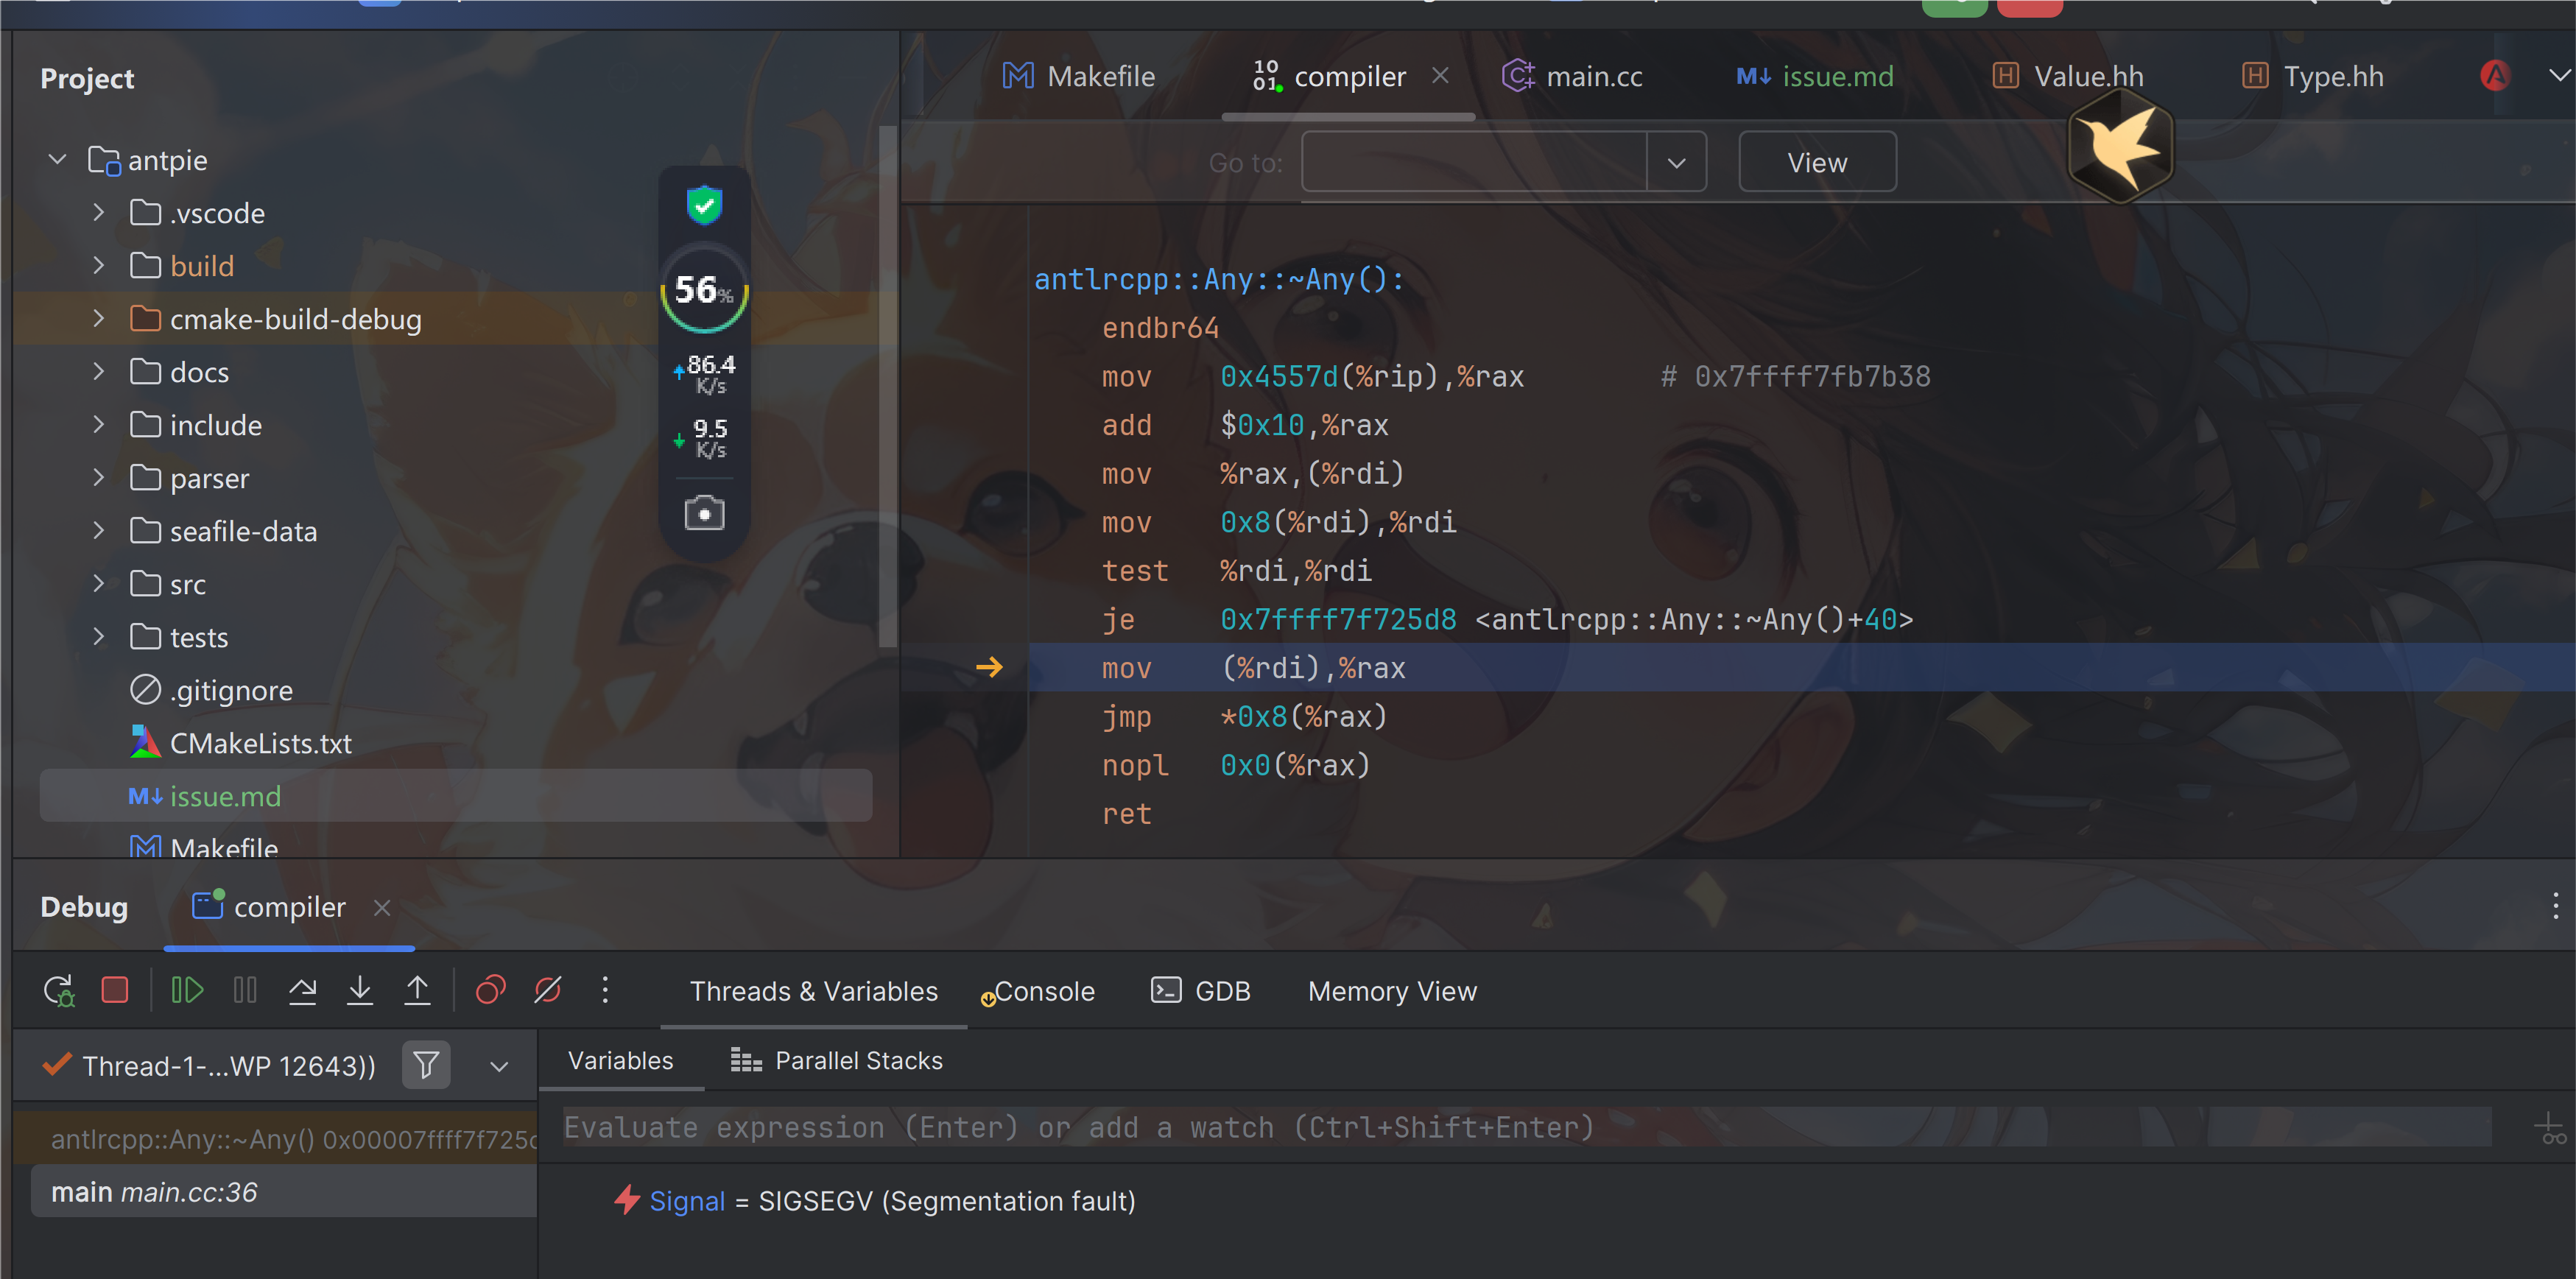 Project
Makefile
compiler
main.cc
issue.md
Value.hh
Type.hh
Go to:
View
antpie
.vscode
build
cmake-build-debug
docs
include
parser
seafile-data
src
tests
.gitignore
CMakeLists.txt
issue.md
Makefile
56%
86.4
K/s
9.5
K/s
antlrcpp::Any::~Any():
endbr64
mov 0x4557d(%rip),%rax # 0x7ffff7fb7b38
add $0x10,%rax
mov %rax,(%rdi)
mov 0x8(%rdi),%rdi
test %rdi,%rdi
je 0x7ffff7f725d8 <antlrcpp::Any::~Any()+40>
mov (%rdi),%rax
jmp *0x8(%rax)
nopl 0x0(%rax)
ret
Debug
compiler
Threads & Variables
Console
GDB
Memory View
Thread-1-...WP 12643))
Variables
Parallel Stacks
antlrcpp::Any::~Any() 0x00007ffff7f725
Evaluate expression (Enter) or add a watch (Ctrl+Shift+Enter)
main main.cc:36
Signal = SIGSEGV (Segmentation fault)